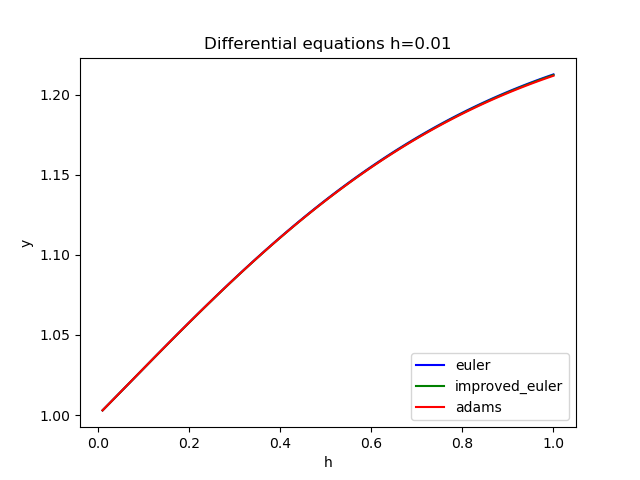 Differential equations h=0.01
y
1.20
1.15
1.10
1.05
1.00
euler
improved_euler
adams
0.0 0.2 0.4 0.6 0.8 1.0
h